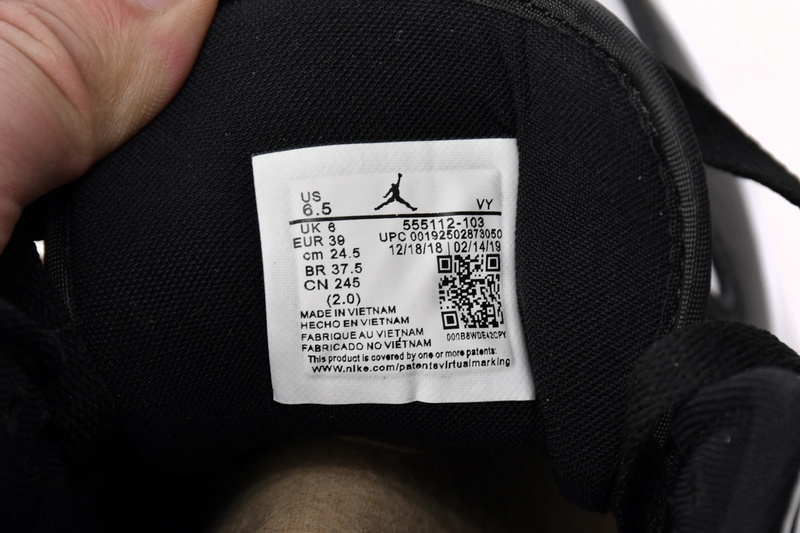 US
6.5
VY
UK 6
555112-103
EUR 39
UPC 00192502873050
cm 24.5
12/18/18 | 02/14/19
BR 37.5
CN 245
(2.0)
MADE IN VIETNAM
HECHO EN VIETNAM
FABRIQUE AU VIETNAM
FABRICADO NO VIÉTNAM
000B8WDE42CPY
This product is covered by one or more patents:
www.nike.com/patentsvirtualmarking